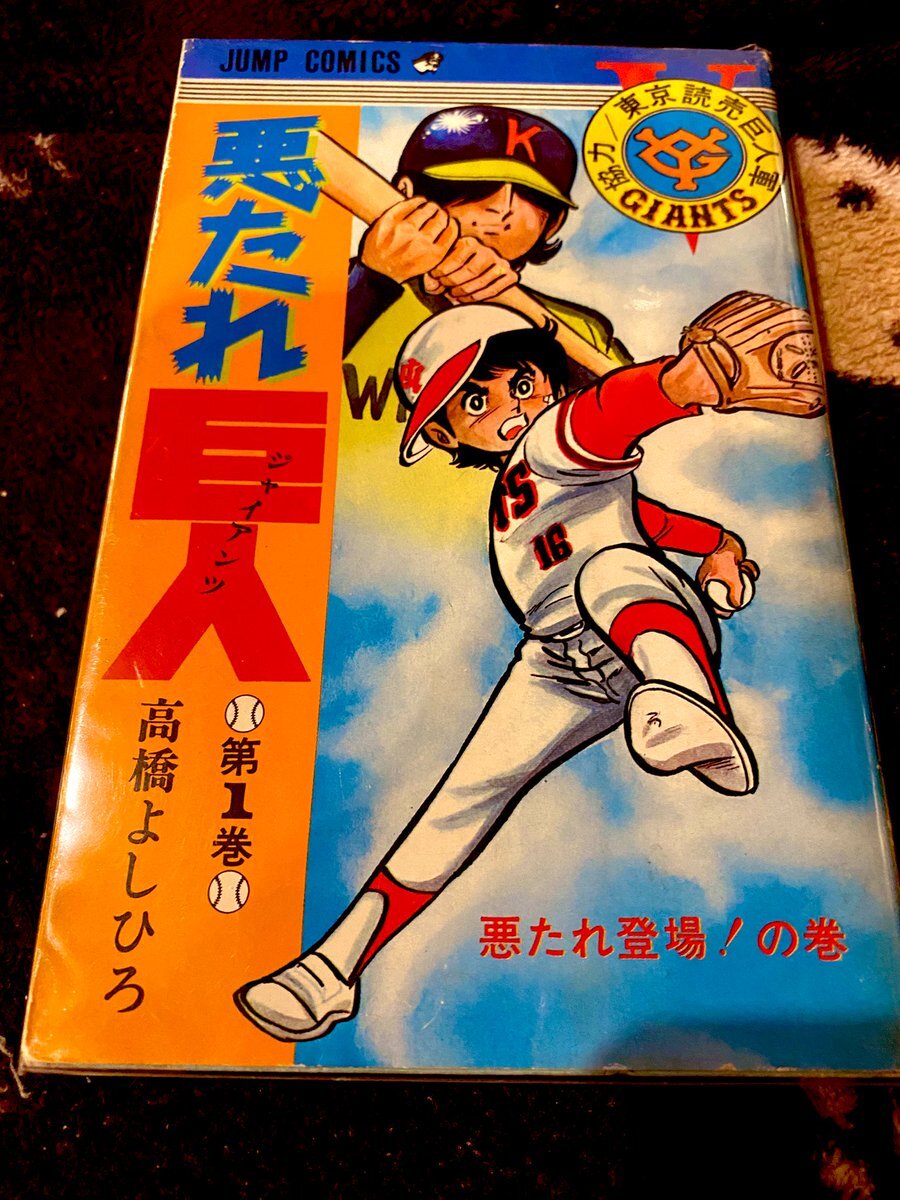 JUMP COMICS
協力/東京読売巨人軍
GIANTS
悪たれ
巨人
ジャイアンツ
第1巻
高橋よしひろ
K
W
S
16
悪たれ登場!の巻